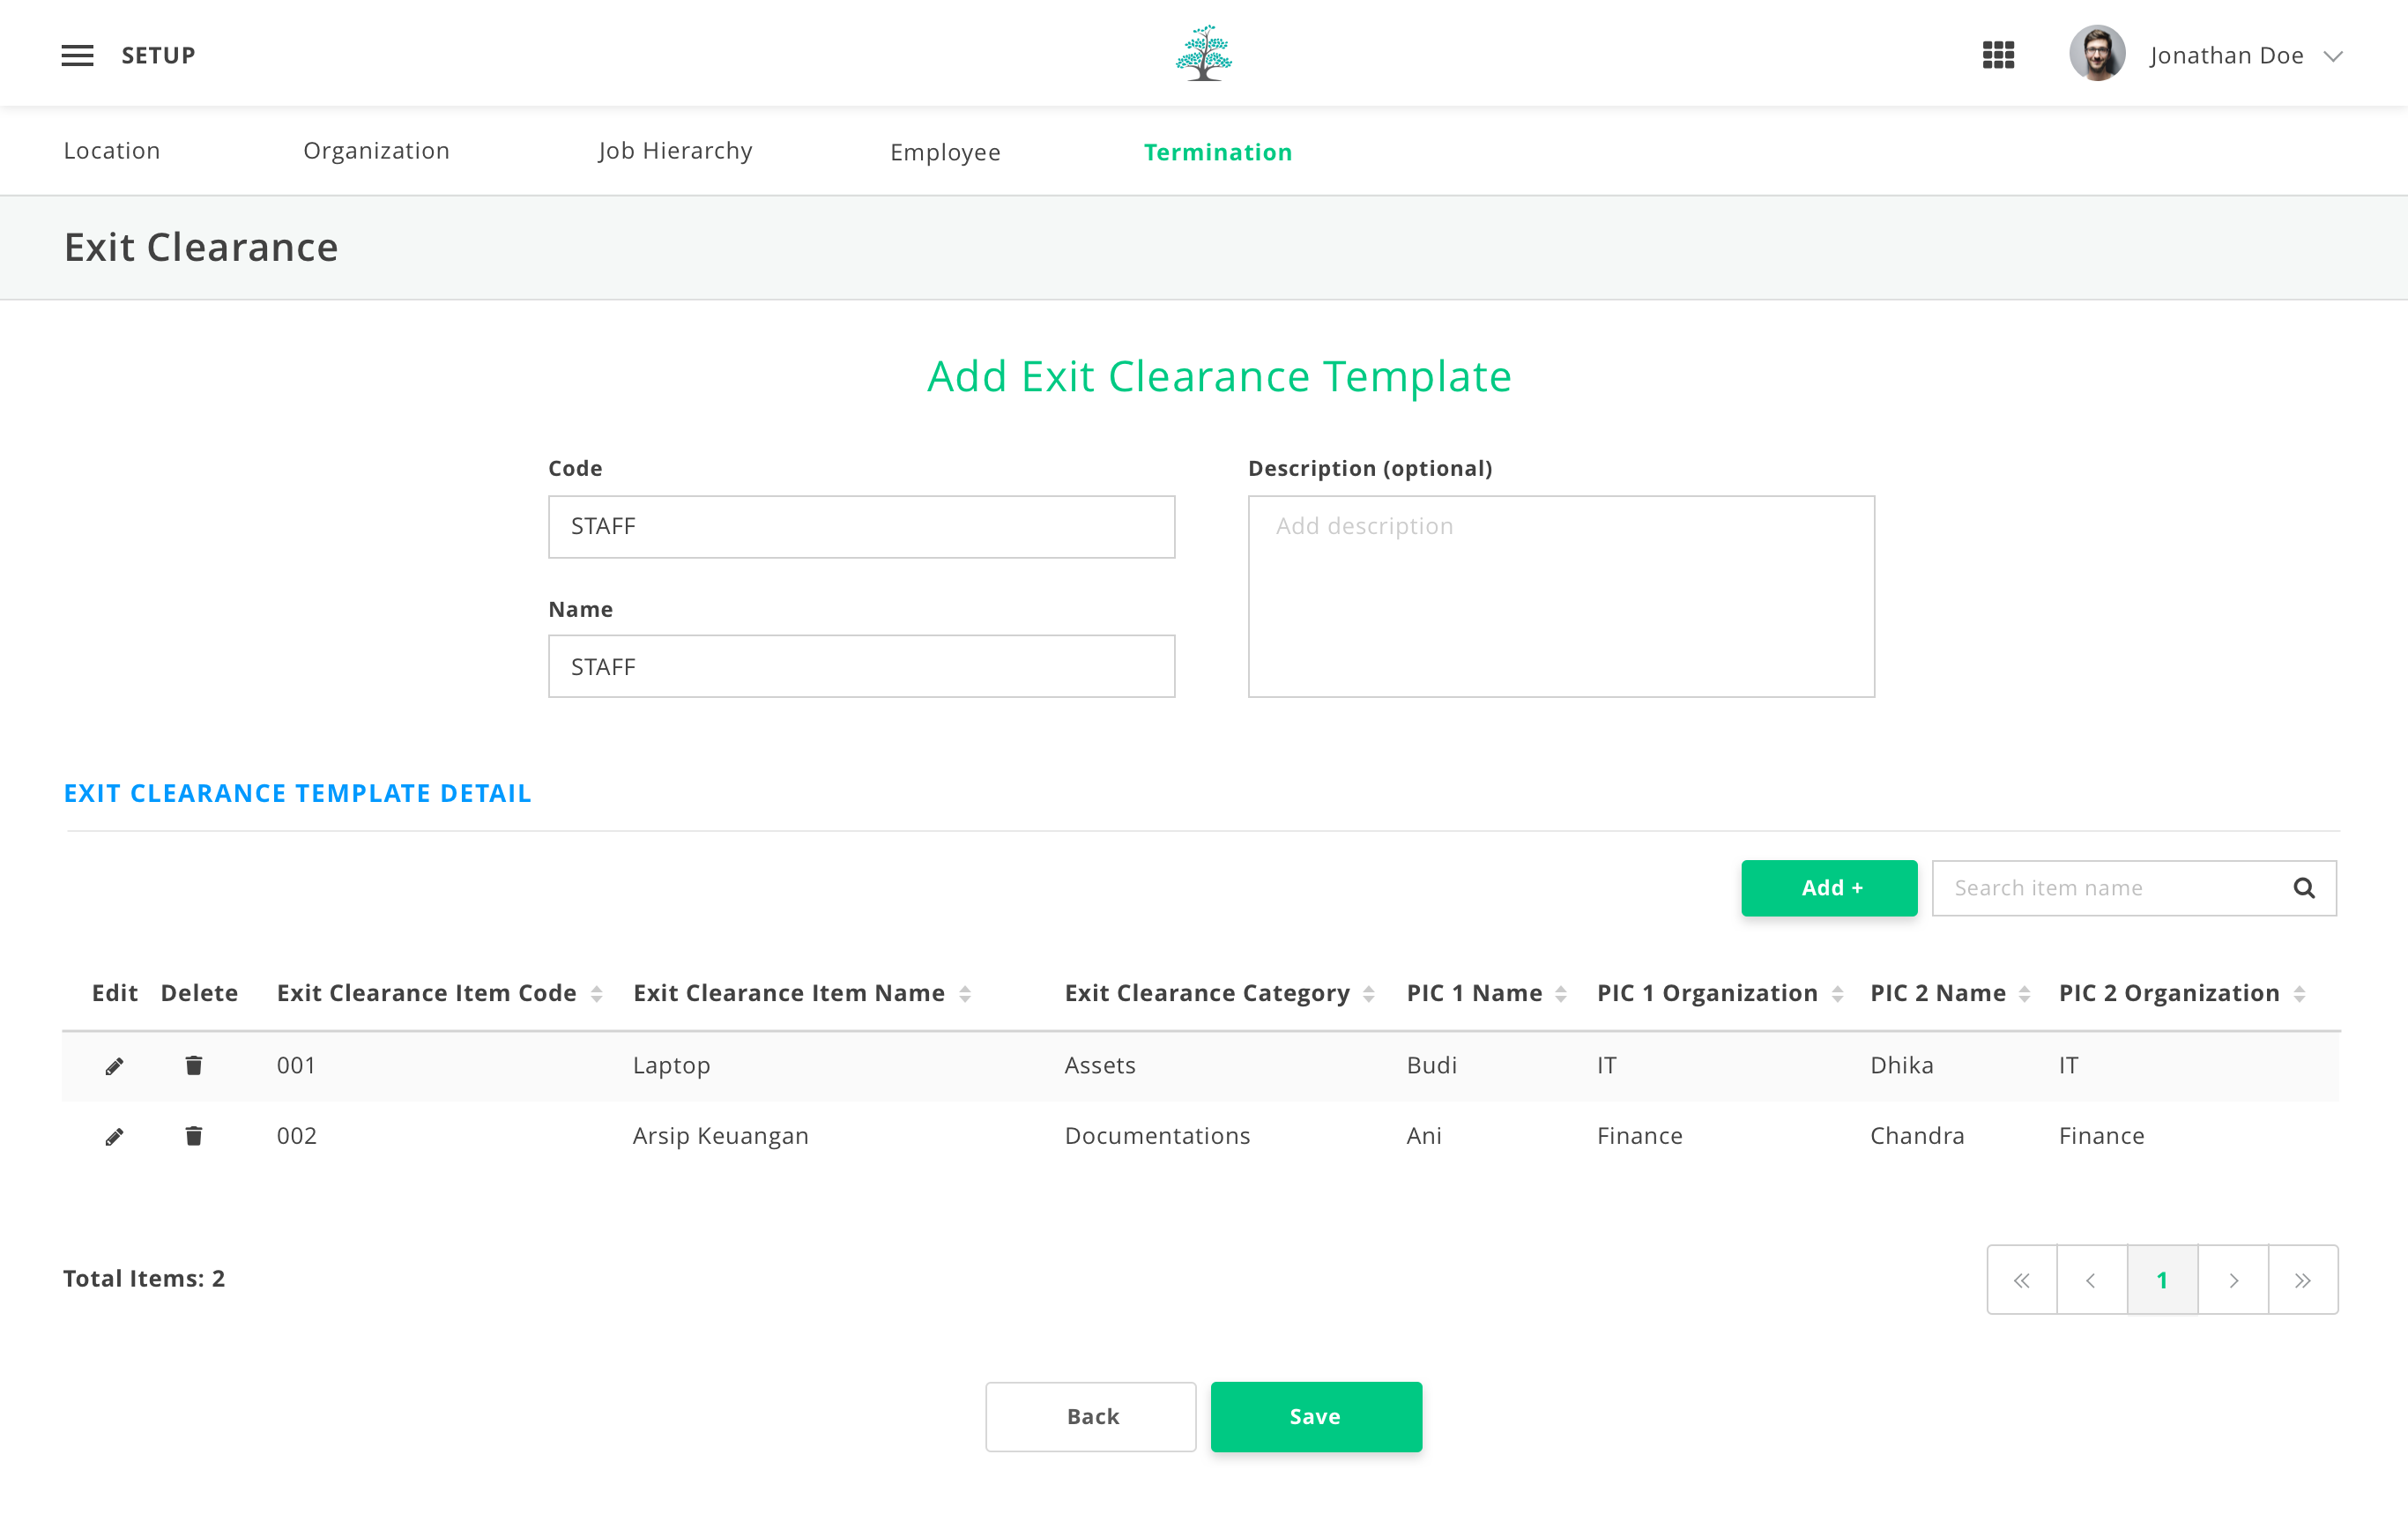 SETUP
Jonathan Doe
Location Organization Job Hierarchy Employee Termination
Exit Clearance
Add Exit Clearance Template
Code
STAFF
Name
STAFF
Description (optional)
Add description
EXIT CLEARANCE TEMPLATE DETAIL
Add +
Search item name
Edit Delete Exit Clearance Item Code Exit Clearance Item Name Exit Clearance Category PIC 1 Name PIC 1 Organization PIC 2 Name PIC 2 Organization
001 Laptop Assets Budi IT Dhika IT
002 Arsip Keuangan Documentations Ani Finance Chandra Finance
Total Items: 2
1
Back
Save